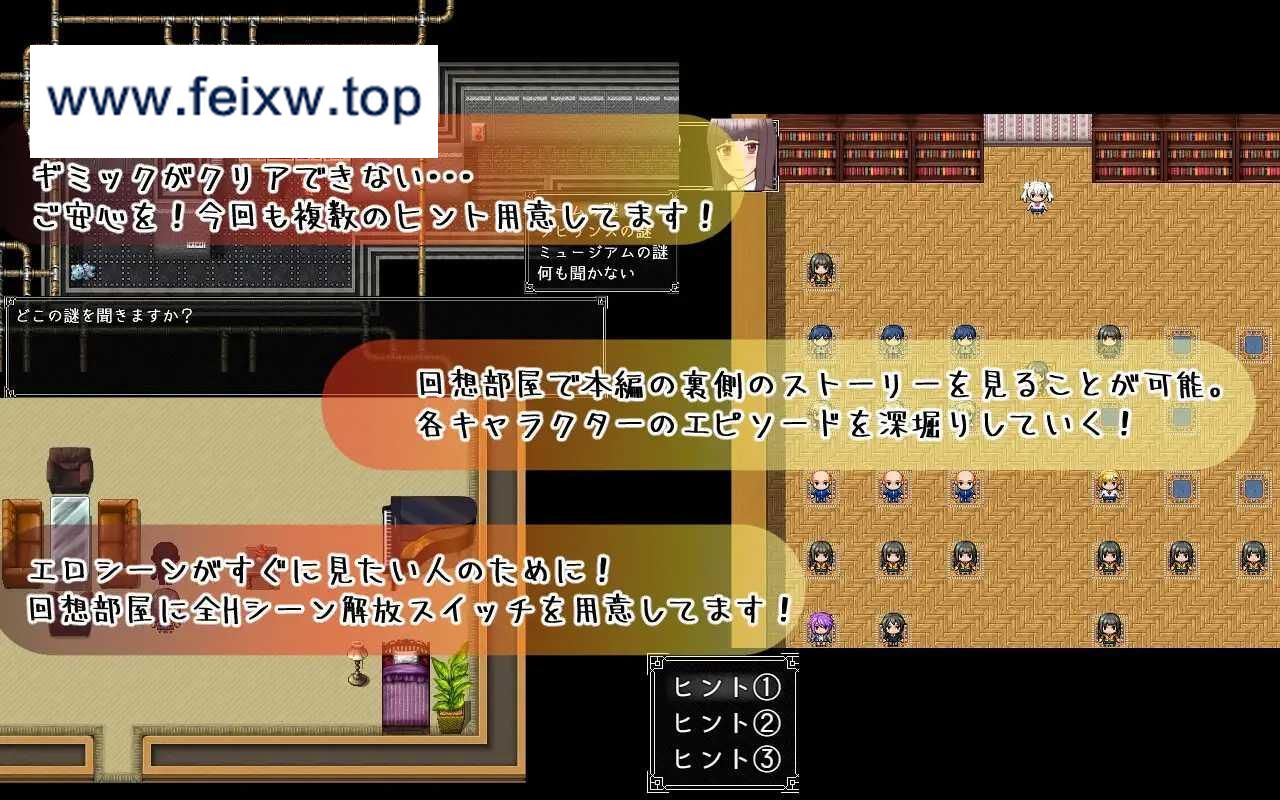 www.feixw.top
ギミックがクリアできない・・・
ご安心を！今回も複数のヒント用意してます！
ミュージアムの謎
何も聞かない
どこの謎を聞きますか？
回想部屋で本編の裏側のストーリーを見ることが可能。
各キャラクターのエピソードを深堀りしていく！
エロシーンがすぐに見たい人のために！
回想部屋に全Hシーン解放スイッチを用意してます！
ヒント①
ヒント②
ヒント③